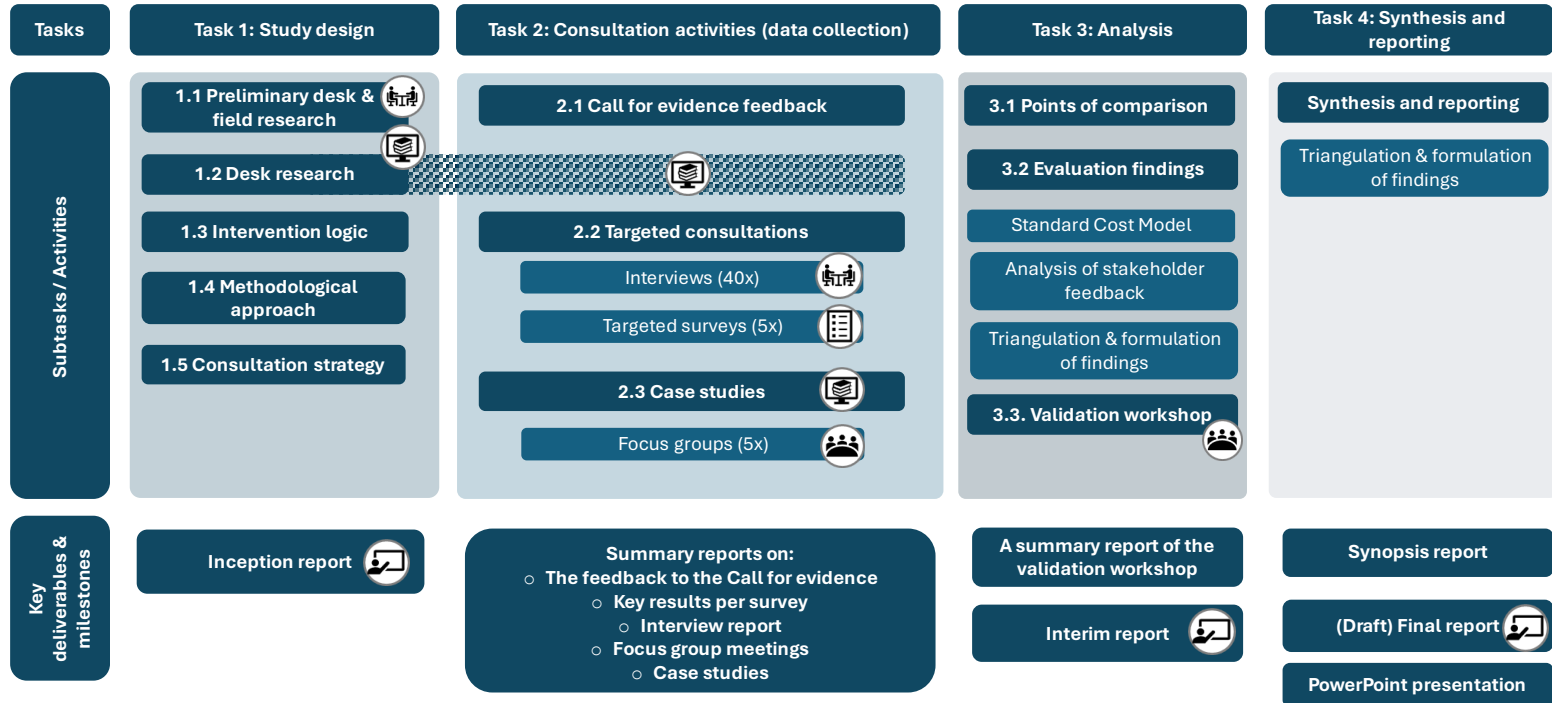 Tasks
Task 1: Study design
Task 2: Consultation activities (data collection)
Task 3: Analysis
Task 4: Synthesis and
reporting
Subtasks / Activities
1.1 Preliminary desk &
field research
1.2 Desk research
1.3 Intervention logic
1.4 Methodological
approach
1.5 Consultation strategy
2.1 Call for evidence feedback
2.2 Targeted consultations
Interviews (40x)
Targeted surveys (5x)
2.3 Case studies
Focus groups (5x)
3.1 Points of comparison
3.2 Evaluation findings
Standard Cost Model
Analysis of stakeholder
feedback
Triangulation & formulation
of findings
3.3. Validation workshop
Synthesis and reporting
Triangulation & formulation
of findings
Key
deliverables &
milestones
Inception report
Summary reports on:
○ The feedback to the Call for evidence
○ Key results per survey
○ Interview report
○ Focus group meetings
○ Case studies
A summary report of the
validation workshop
Interim report
Synopsis report
(Draft) Final report
PowerPoint presentation